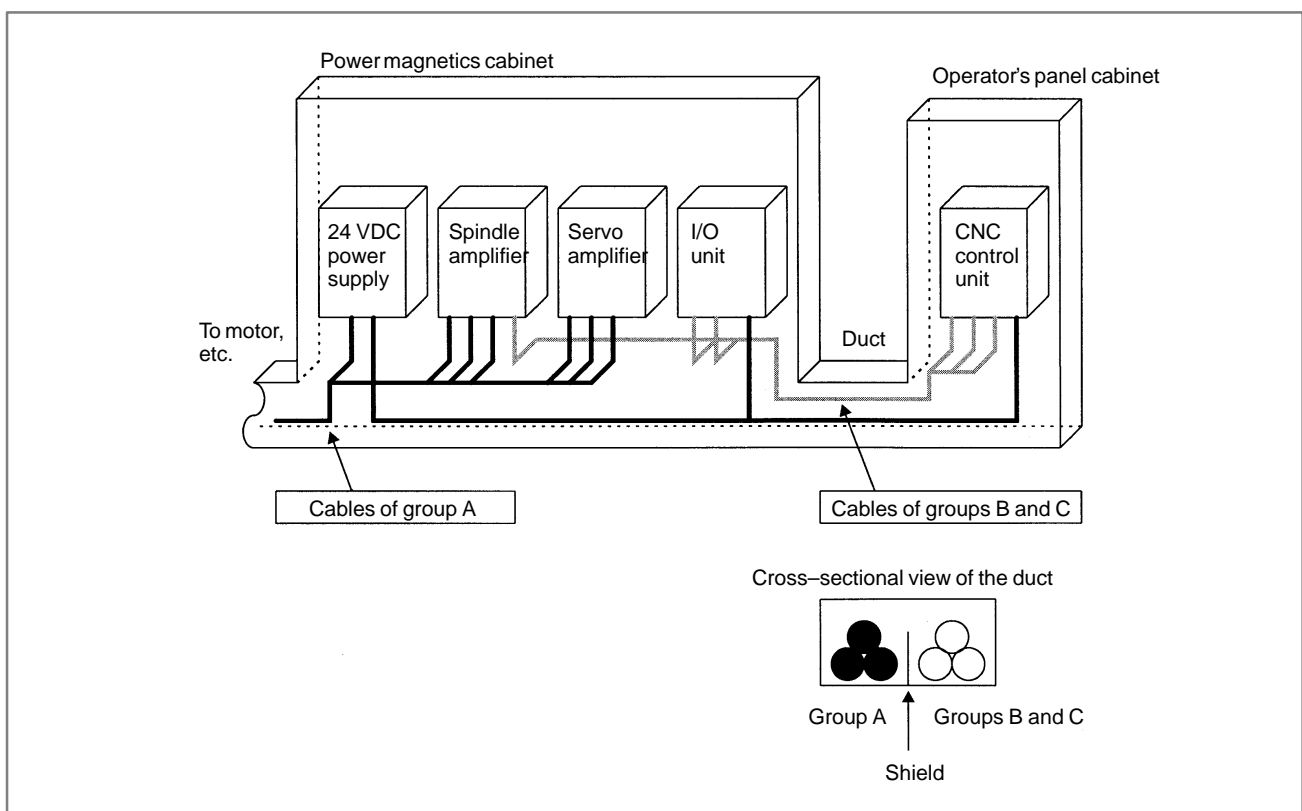 Power magnetics cabinet
Operator's panel cabinet
24 VDC
power
supply
Spindle
amplifier
Servo
amplifier
I/O
unit
CNC
control
unit
To motor,
etc.
Duct
Cables of group A
Cables of groups B and C
Cross–sectional view of the duct
Group A
Groups B and C
Shield